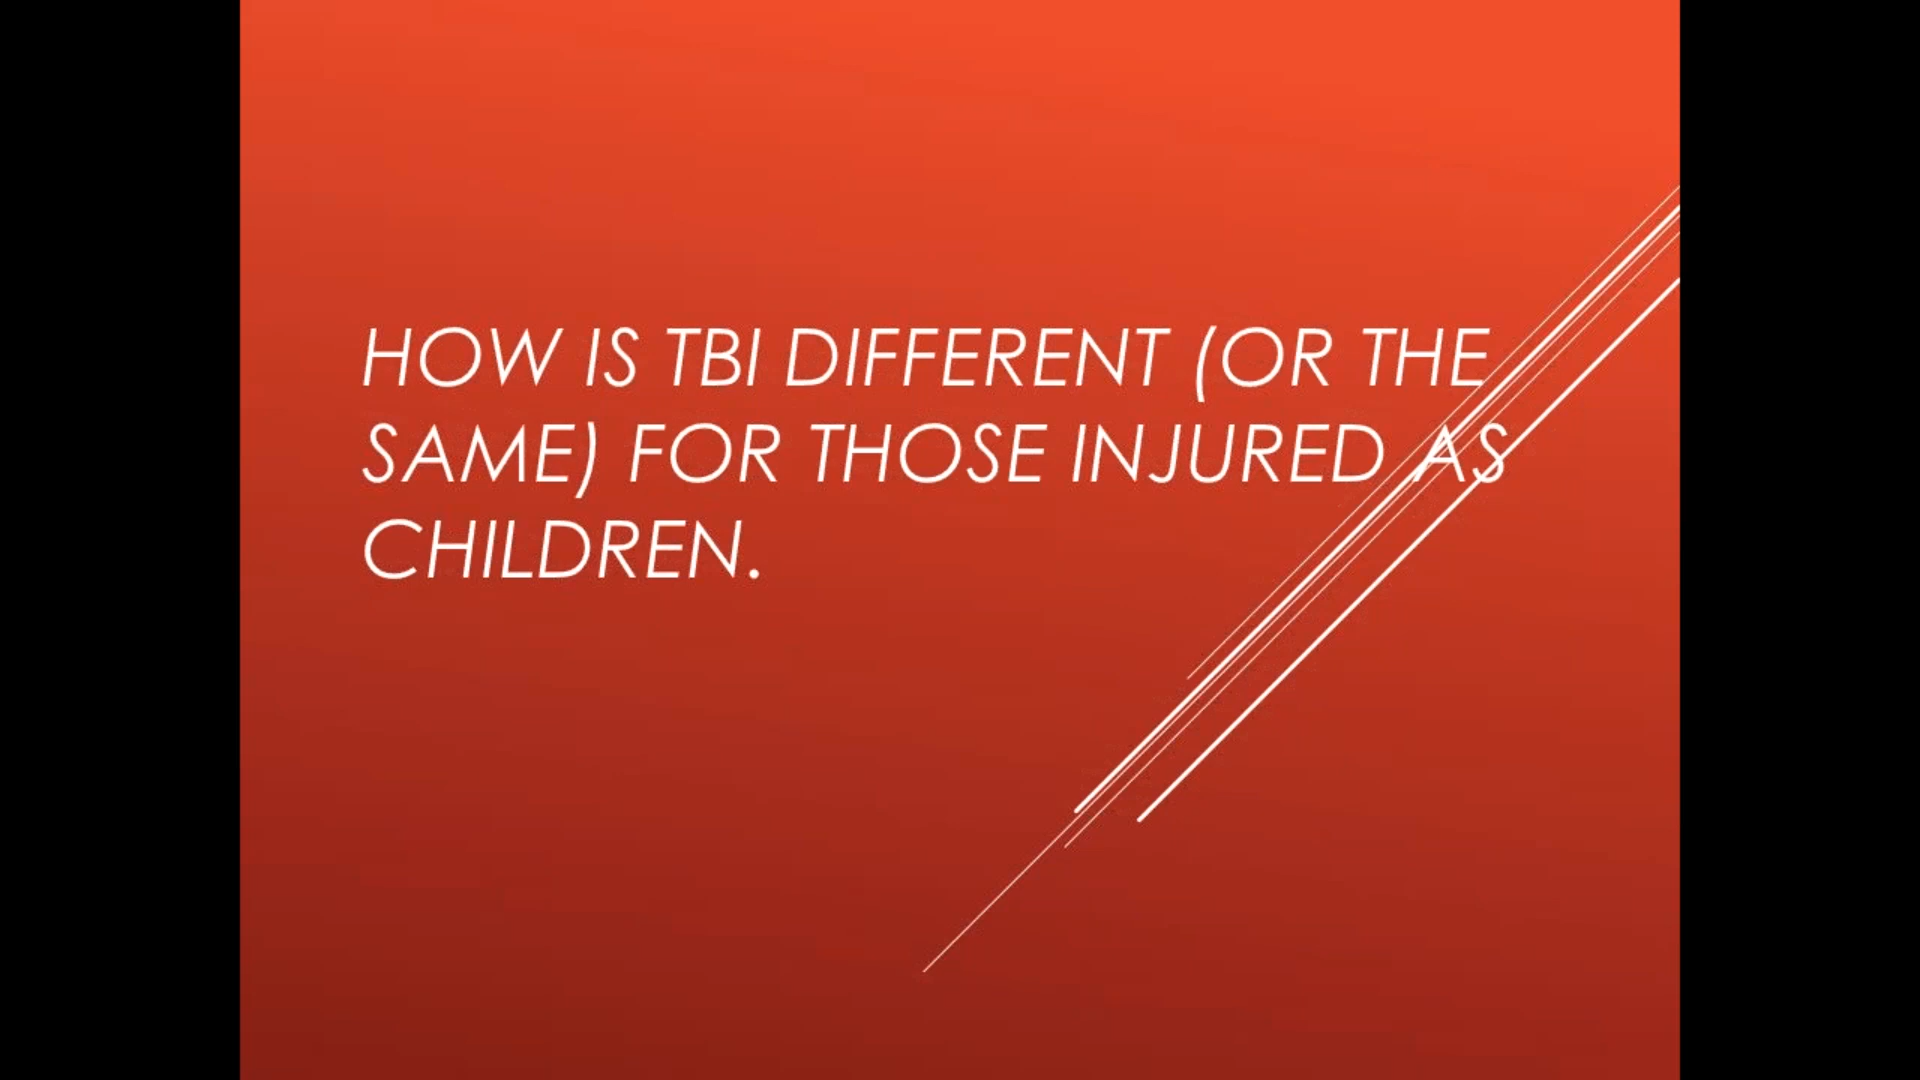 HOW IS TBI DIFFERENT (OR THE
SAME) FOR THOSE INJURED AS
CHILDREN.